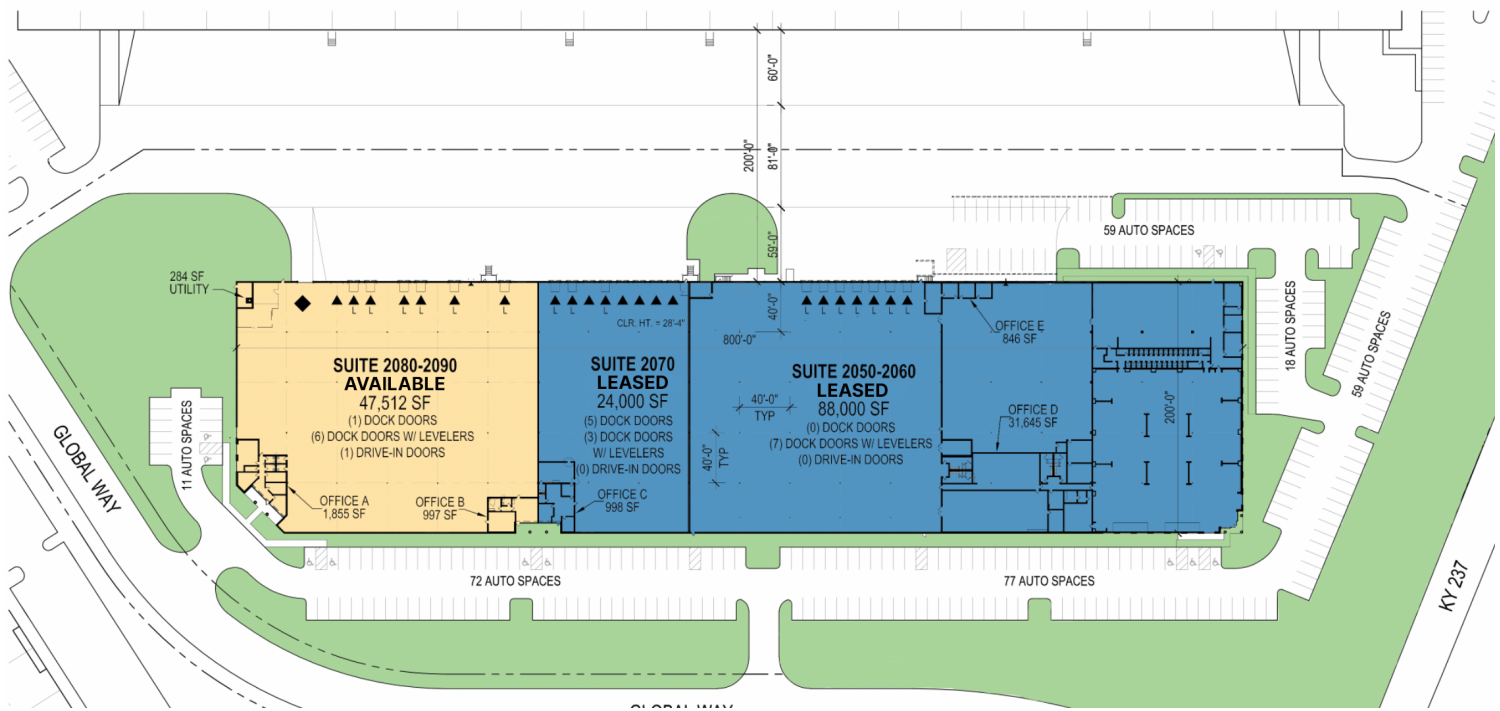 60'-0"
200'-0"
81'-0"
59'-0"
59 AUTO SPACES
284 SF
UTILITY
L L L L L L
L L L
L L L L L L L
CLR. HT. = 28'-4"
40'-0"
800'-0"
OFFICE E
846 SF
18 AUTO SPACES
59 AUTO SPACES
SUITE 2080-2090
AVAILABLE
47,512 SF
(1) DOCK DOORS
(6) DOCK DOORS W/ LEVELERS
(1) DRIVE-IN DOORS
SUITE 2070
LEASED
24,000 SF
(5) DOCK DOORS
(3) DOCK DOORS
W/ LEVELERS
(0) DRIVE-IN DOORS
SUITE 2050-2060
LEASED
88,000 SF
(0) DOCK DOORS
(7) DOCK DOORS W/ LEVELERS
(0) DRIVE-IN DOORS
40'-0"
TYP
40'-0"
TYP
OFFICE D
31,645 SF
200'-0"
11 AUTO SPACES
GLOBAL WAY
OFFICE A
1,855 SF
OFFICE B
997 SF
OFFICE C
998 SF
72 AUTO SPACES
77 AUTO SPACES
KY 237
GLOBAL WAY